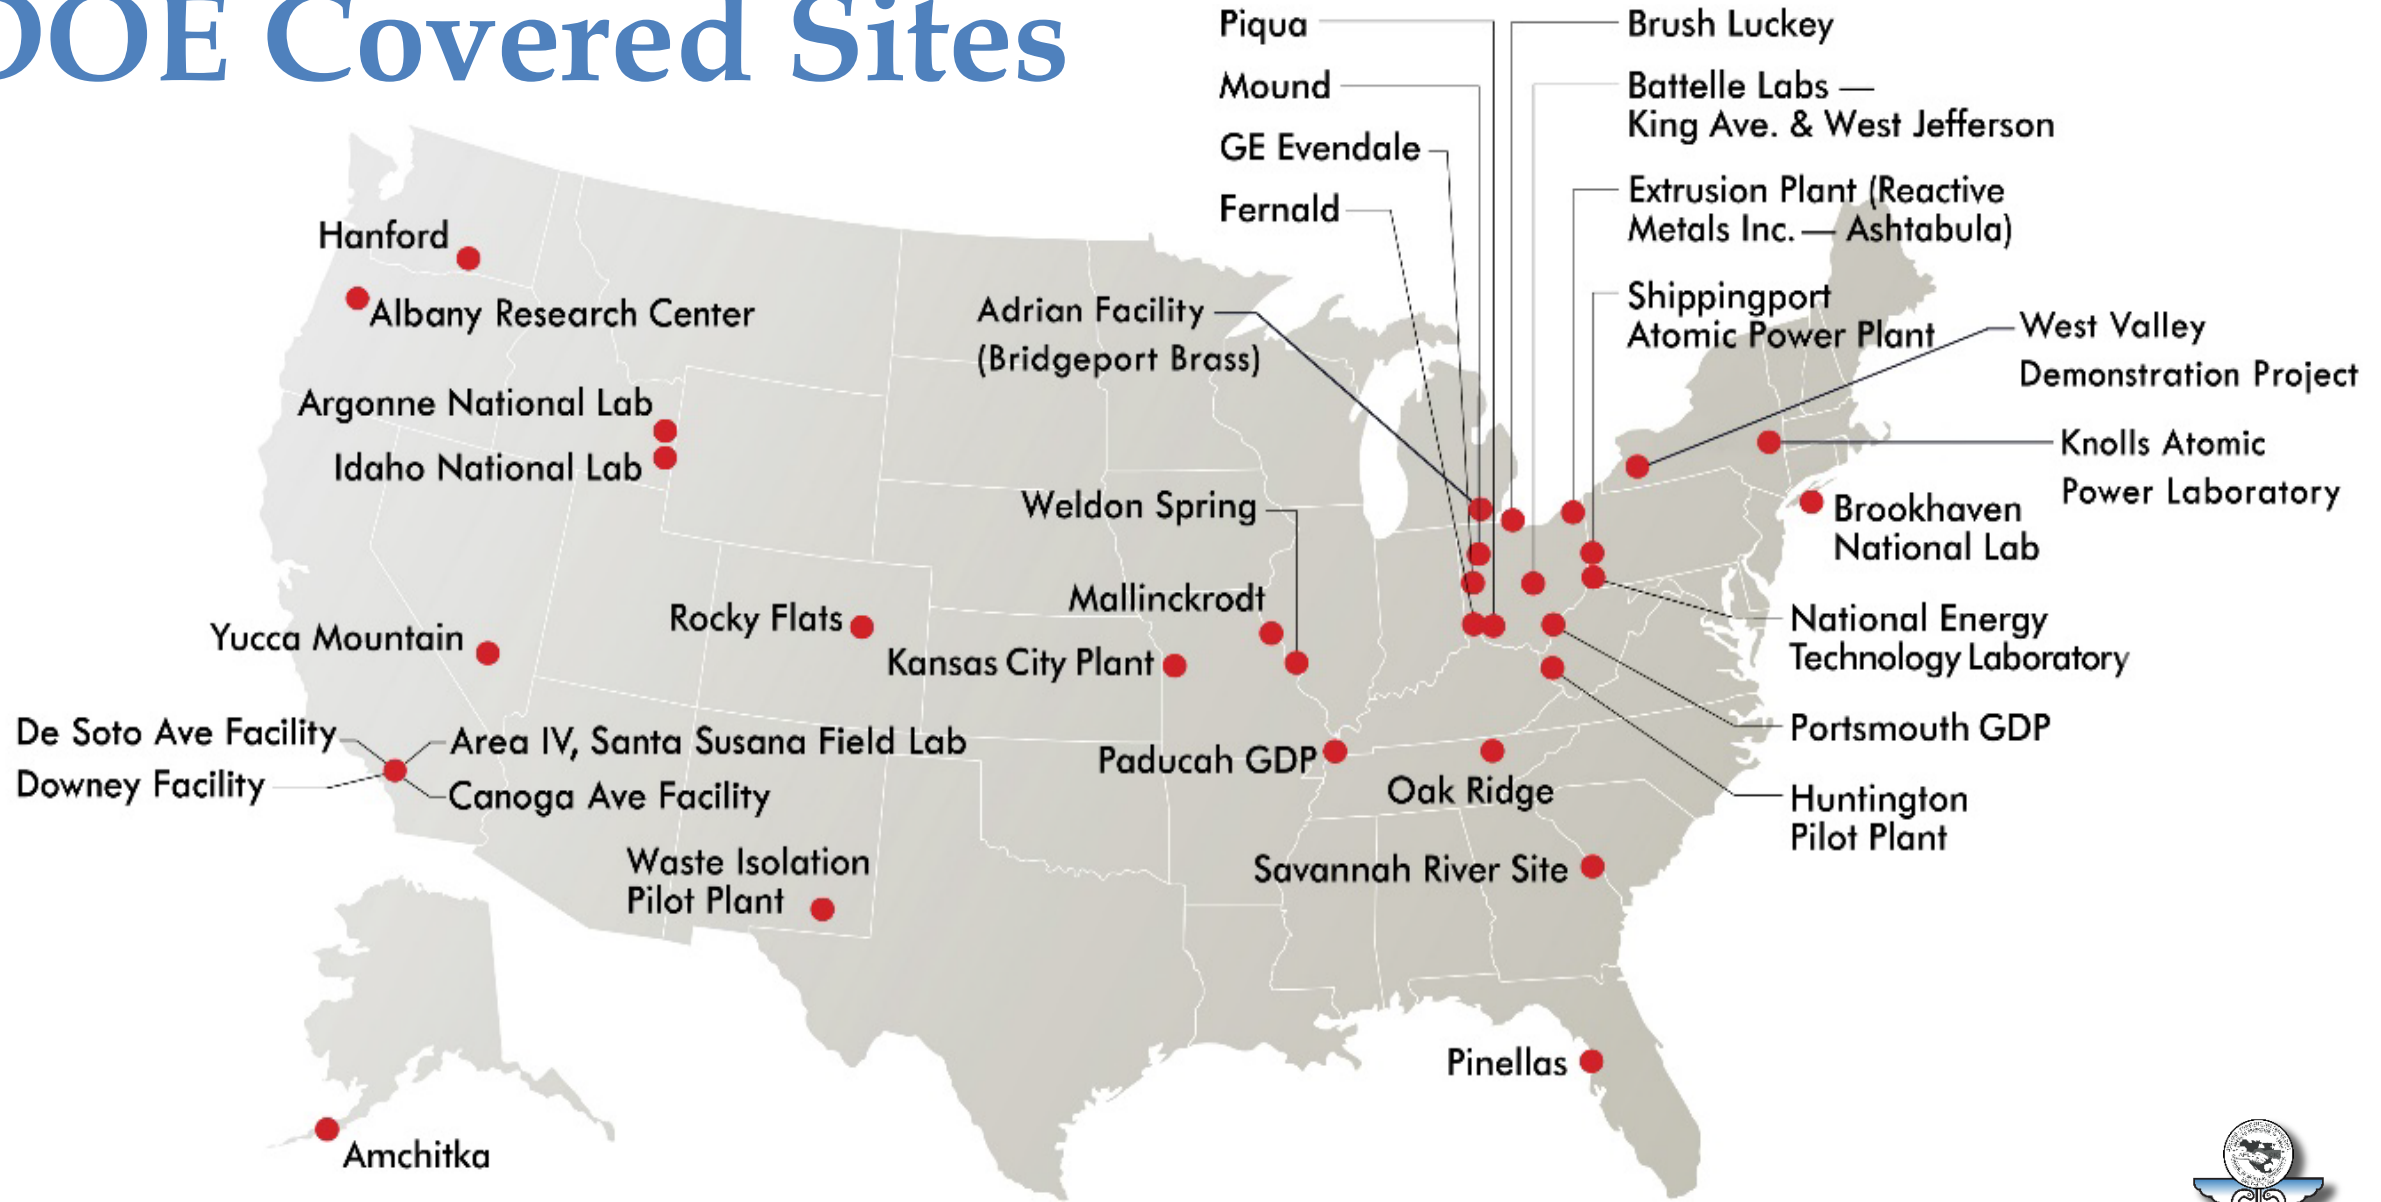 DOE Covered Sites
Piqua
Mound
GE Evendale
Fernald
Brush Luckey
Battelle Labs —
King Ave. & West Jefferson
Extrusion Plant (Reactive
Metals Inc. — Ashtabula)
Shippingport
Atomic Power Plant
West Valley
Demonstration Project
Knolls Atomic
Power Laboratory
Brookhaven
National Lab
National Energy
Technology Laboratory
Portsmouth GDP
Huntington
Pilot Plant
Hanford
Albany Research Center
Argonne National Lab
Idaho National Lab
Adrian Facility
(Bridgeport Brass)
Weldon Spring
Mallinckrodt
Rocky Flats
Kansas City Plant
Yucca Mountain
De Soto Ave Facility
Downey Facility
Area IV, Santa Susana Field Lab
Canoga Ave Facility
Paducah GDP
Oak Ridge
Waste Isolation
Pilot Plant
Savannah River Site
Pinellas
Amchitka